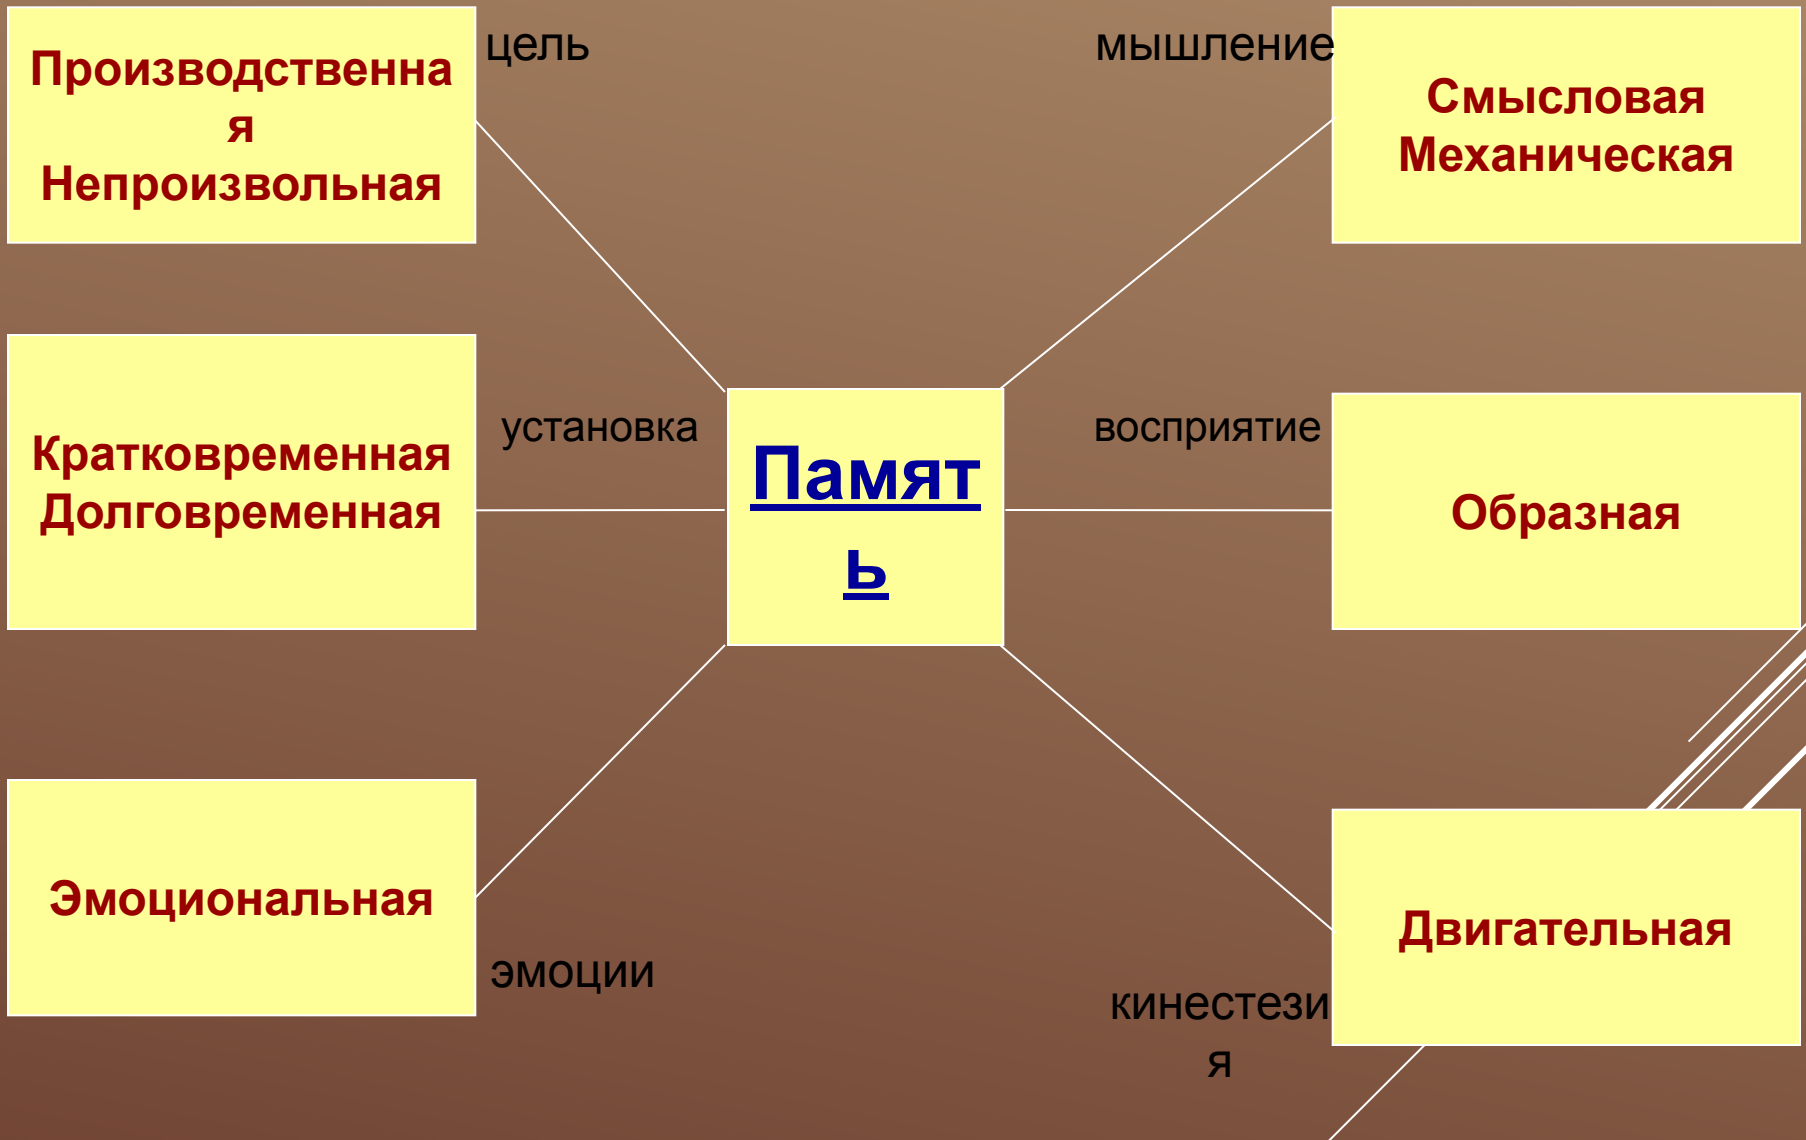 Производственна
я
Непроизвольная
цель
мышление
Смысловая
Механическая
Кратковременная
Долговременная
установка
Памят
ь
восприятие
Образная
Эмоциональная
эмоции
кинестези
я
Двигательная